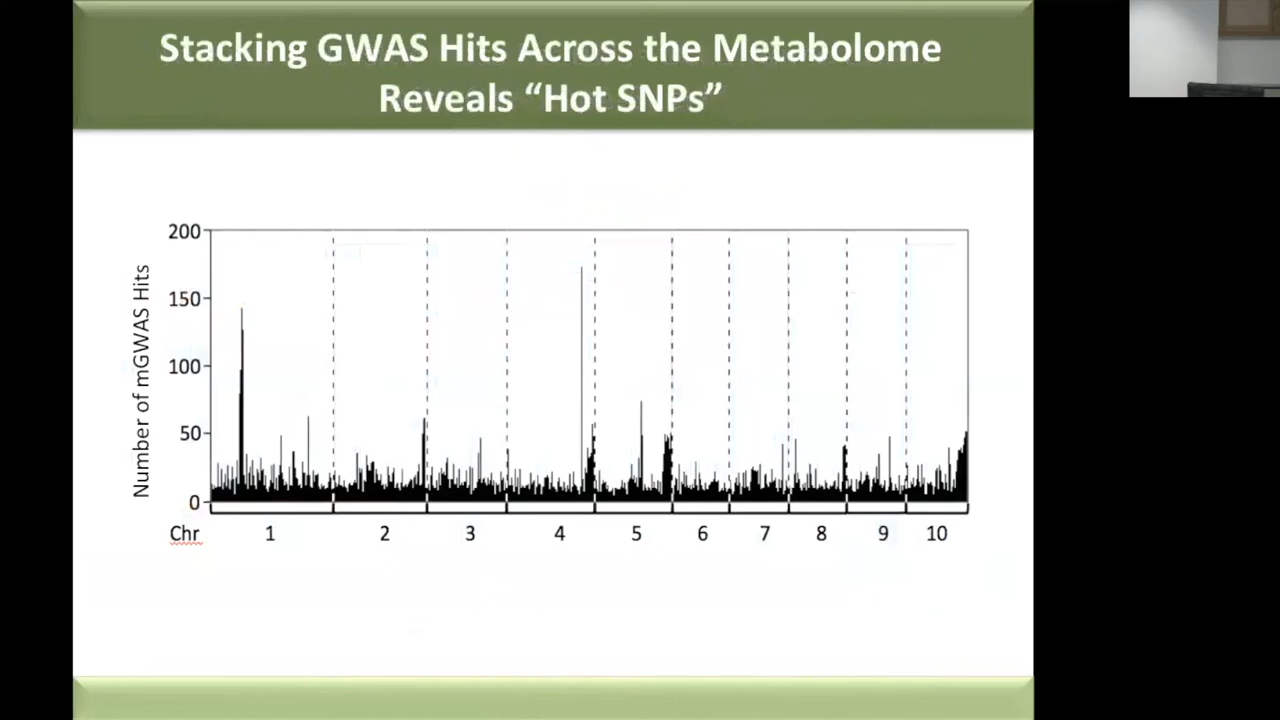 Stacking GWAS Hits Across the Metabolome
Reveals “Hot SNPs”
Number of mGWAS Hits
200
150
100
50
0
Chr 1 2 3 4 5 6 7 8 9 10